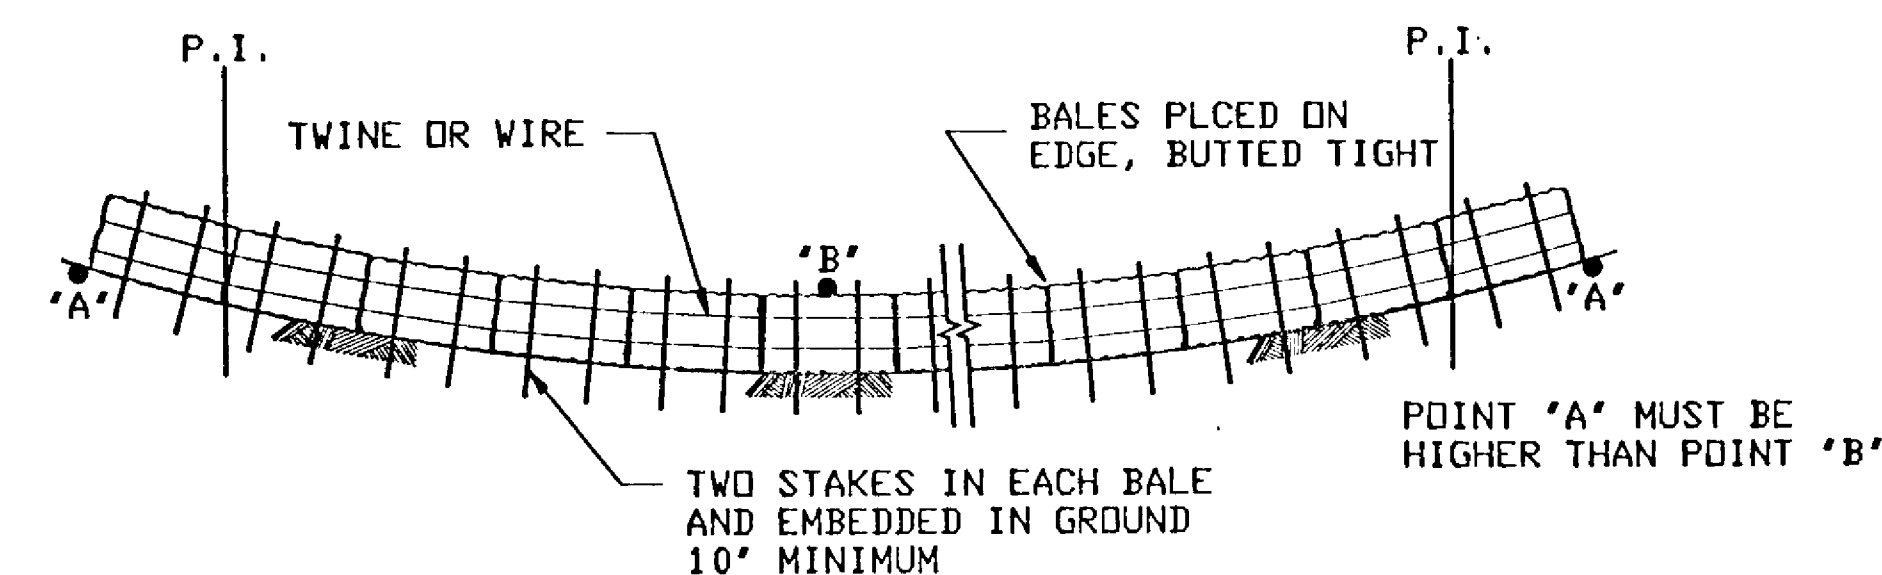 P.I.
P.I.
TWINE OR WIRE
BALES PLCED ON
EDGE, BUTTED TIGHT
'B'
'A'
'A'
POINT 'A' MUST BE
HIGHER THAN POINT 'B'
TWO STAKES IN EACH BALE
AND EMBEDDED IN GROUND
10' MINIMUM